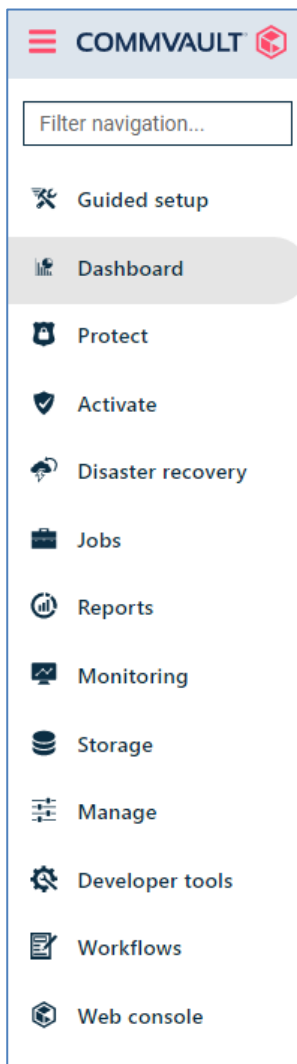 COMMVAULT
Filter navigation...
Guided setup
Dashboard
Protect
Activate
Disaster recovery
Jobs
Reports
Monitoring
Storage
Manage
Developer tools
Workflows
Web console